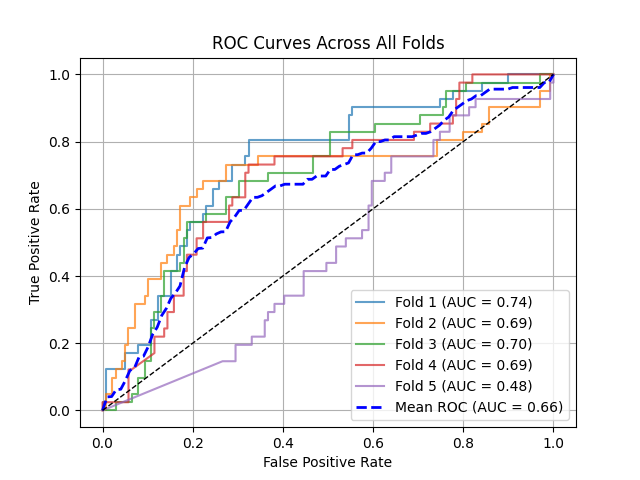 ROC Curves Across All Folds
True Positive Rate
1.0
0.8
0.6
0.4
0.2
0.0
Fold 1 (AUC = 0.74)
Fold 2 (AUC = 0.69)
Fold 3 (AUC = 0.70)
Fold 4 (AUC = 0.69)
Fold 5 (AUC = 0.48)
Mean ROC (AUC = 0.66)
0.0 0.2 0.4 0.6 0.8 1.0
False Positive Rate